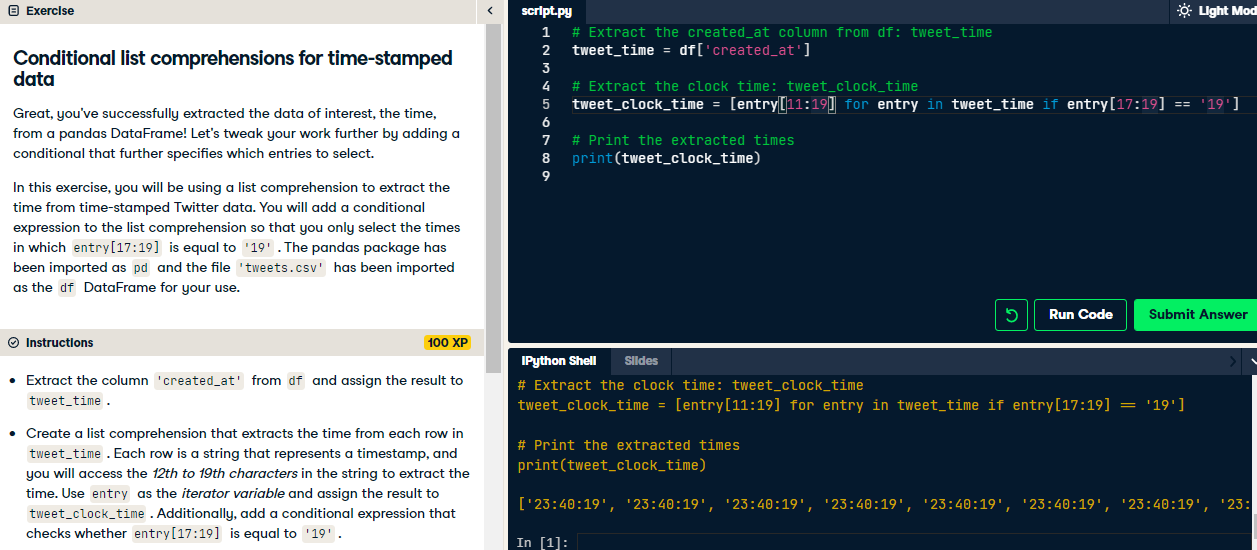 Exercise
Conditional list comprehensions for time-stamped
data
Great, you've successfully extracted the data of interest, the time,
from a pandas DataFrame! Let's tweak your work further by adding a
conditional that further specifies which entries to select.
In this exercise, you will be using a list comprehension to extract the
time from time-stamped Twitter data. You will add a conditional
expression to the list comprehension so that you only select the times
in which entry[17:19] is equal to '19' . The pandas package has
been imported as pd and the file 'tweets.csv' has been imported
as the df DataFrame for your use.
Instructions
100 XP
• Extract the column 'created_at' from df and assign the result to
tweet_time .
• Create a list comprehension that extracts the time from each row in
tweet_time . Each row is a string that represents a timestamp, and
you will access the 12th to 19th characters in the string to extract the
time. Use entry as the iterator variable and assign the result to
tweet_clock_time . Additionally, add a conditional expression that
checks whether entry[17:19] is equal to '19' .
script.py
Light Mod
1 # Extract the created_at column from df: tweet_time
2 tweet_time = df['created_at']
3
4 # Extract the clock time: tweet_clock_time
5 tweet_clock_time = [entry[11:19] for entry in tweet_time if entry[17:19] == '19']
6
7 # Print the extracted times
8 print(tweet_clock_time)
9
Run Code
Submit Answer
IPython Shell
Slides
# Extract the clock time: tweet_clock_time
tweet_clock_time = [entry[11:19] for entry in tweet_time if entry[17:19] == '19']
# Print the extracted times
print(tweet_clock_time)
['23:40:19', '23:40:19', '23:40:19', '23:40:19', '23:40:19', '23:40:19', '23:40:19', '23:
In [1]: